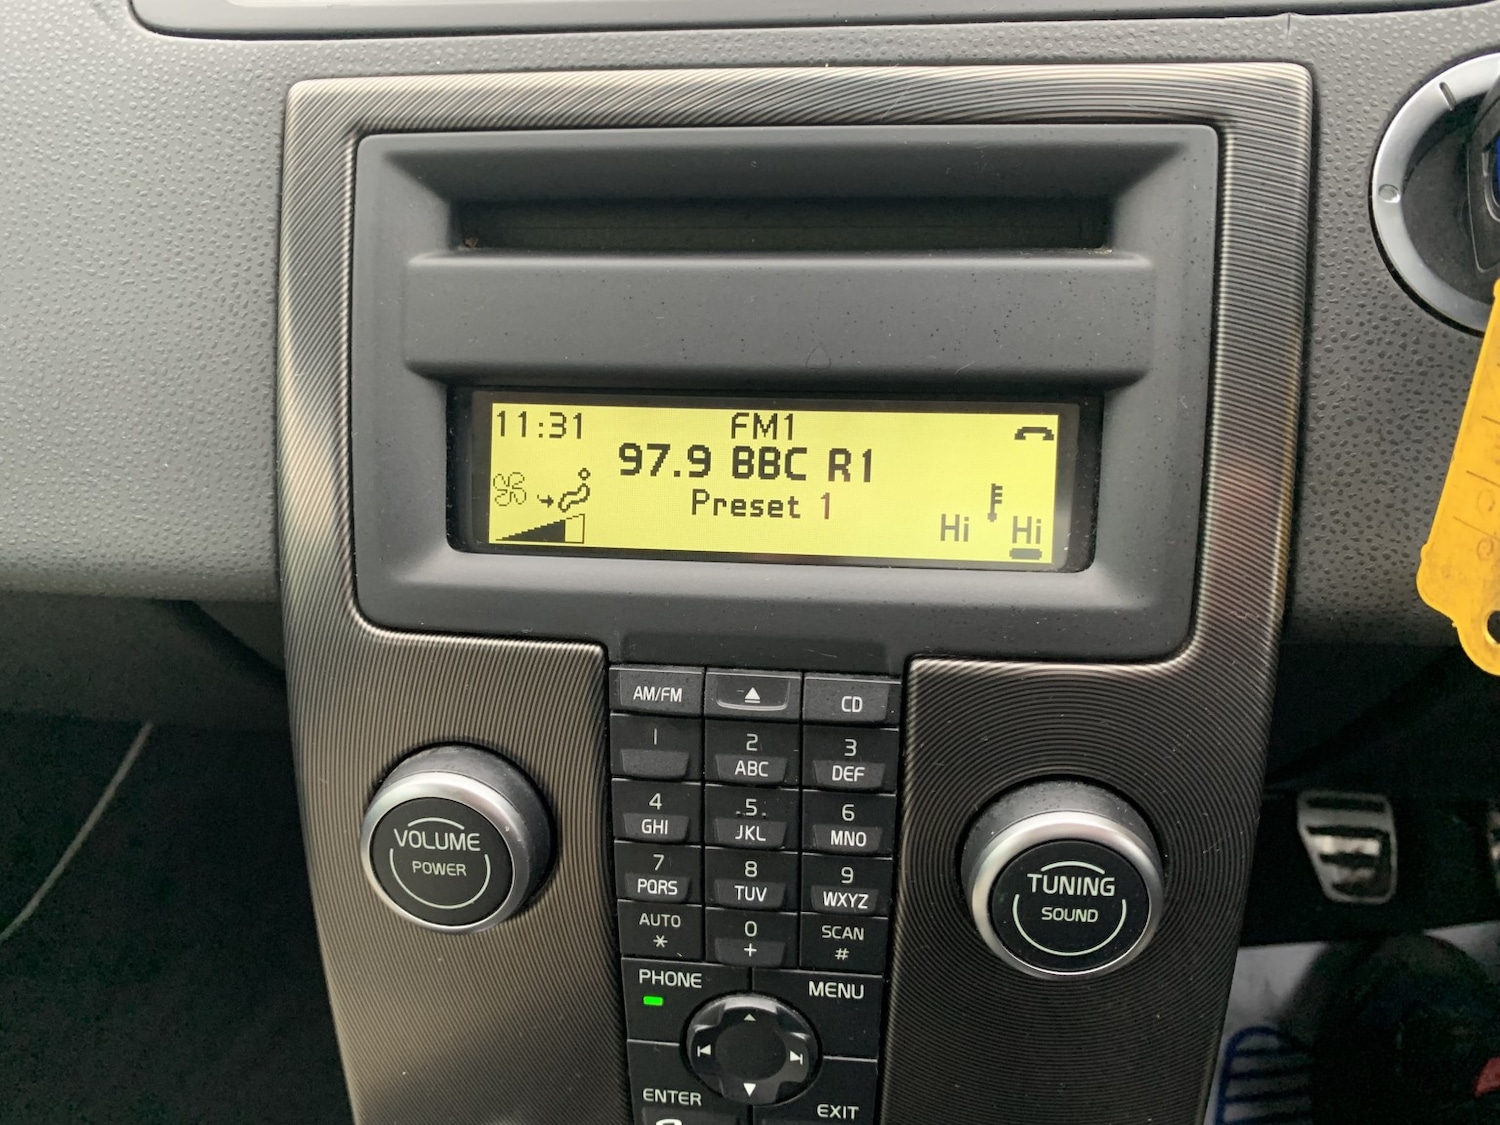 11:31 FM1
97.9 BBC R1
Preset 1
Hi Hi
AM/FM CD
1 2 3
ABC DEF
4 5 6
GHI JKL MNO
7 8 9
PQRS TUV WXYZ
AUTO 0 SCAN
* + #
PHONE MENU
ENTER EXIT
VOLUME
POWER
TUNING
SOUND